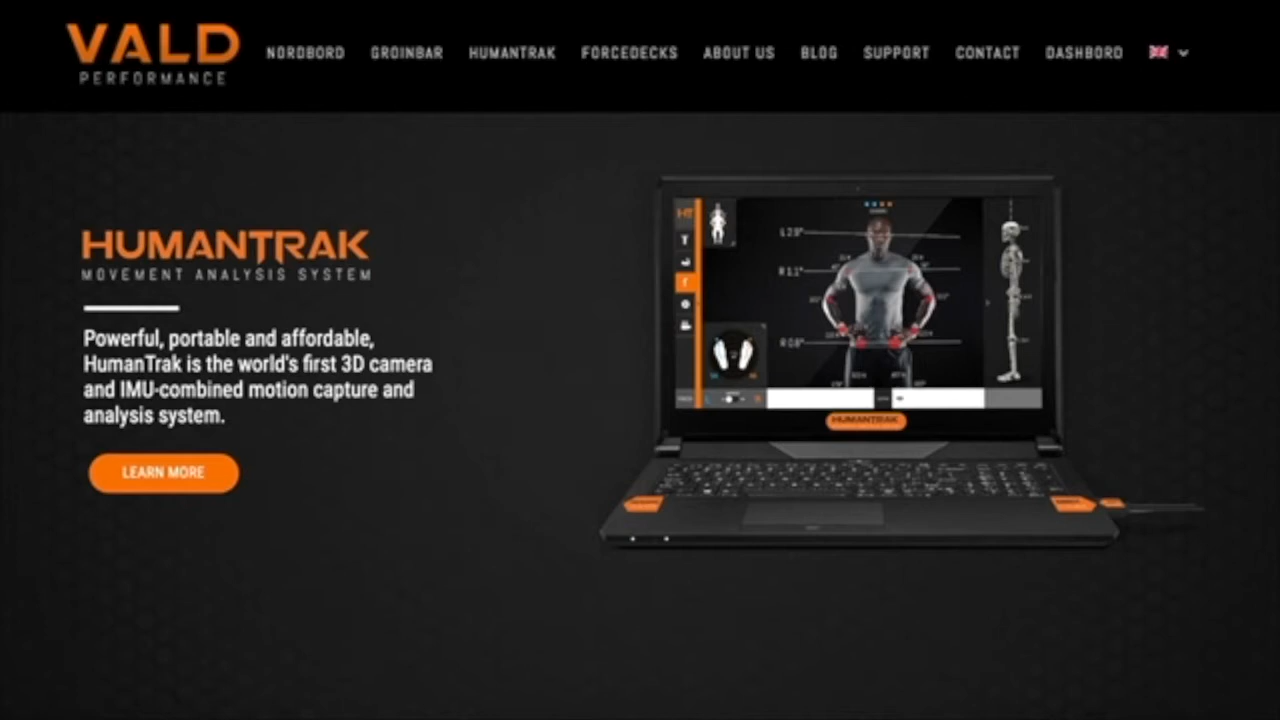 VALD
PERFORMANCE
NORDBORD GROINBAR HUMANTRAK FORCEDECKS ABOUT US BLOG SUPPORT CONTACT DASHBORD
HUMANTRAK
MOVEMENT ANALYSIS SYSTEM
Powerful, portable and affordable,
HumanTrak is the world's first 3D camera
and IMU-combined motion capture and
analysis system.
LEARN MORE
HT
HUMANTRAK